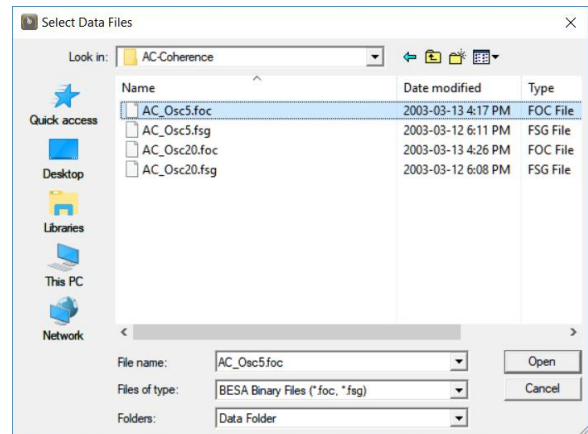 Select Data Files
Look in: AC-Coherence
Name Date modified Type
AC_Osc5.foc 2003-03-13 4:17 PM FOC File
AC_Osc5.fsg 2003-03-12 6:11 PM FSG File
AC_Osc20.foc 2003-03-13 4:26 PM FOC File
AC_Osc20.fsg 2003-03-12 6:08 PM FSG File
Quick access
Desktop
Libraries
This PC
Network
File name: AC_Osc5.foc Open
Files of type: BESA Binary Files (*.foc, *.fsg) Cancel
Folders: Data Folder